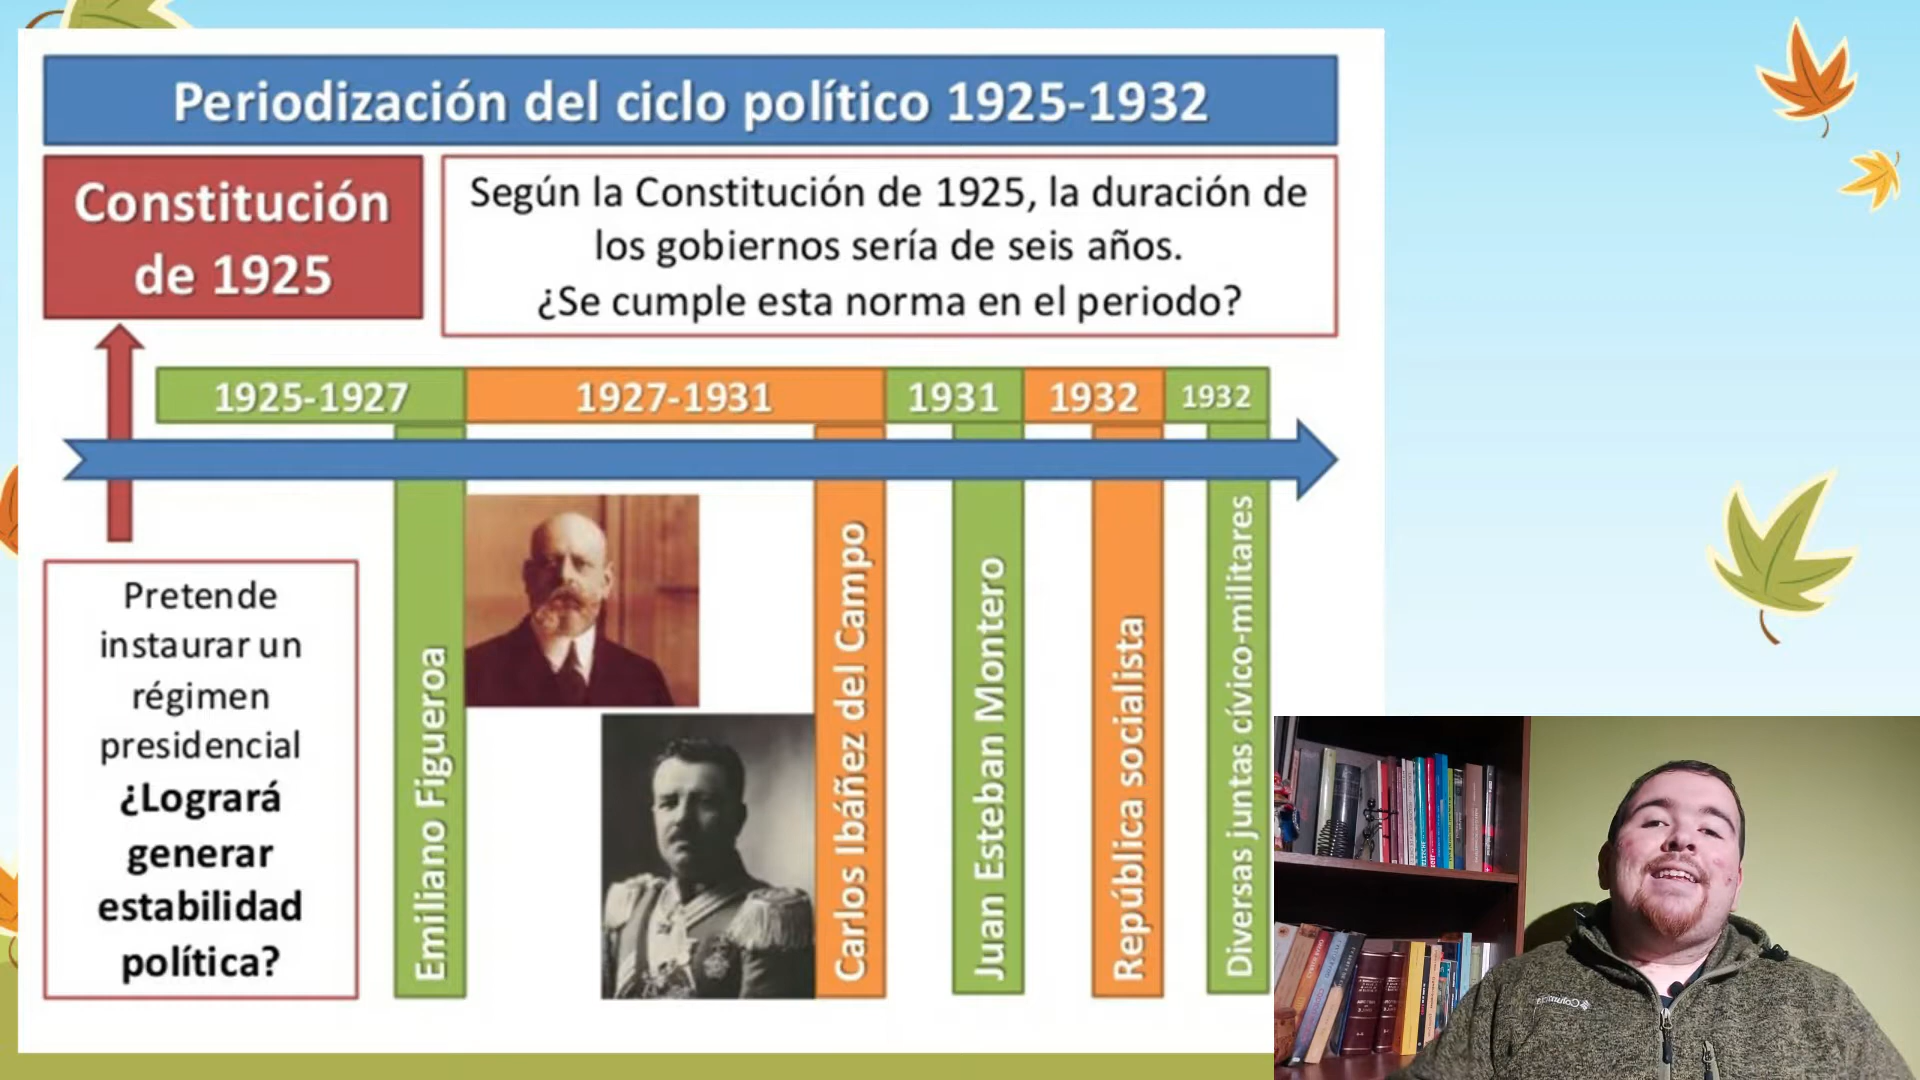 Periodización del ciclo político 1925-1932
Constitución
de 1925
Según la Constitución de 1925, la duración de
los gobiernos sería de seis años.
¿Se cumple esta norma en el periodo?
1925-1927
1927-1931
1931
1932
1932
Pretende
instaurar un
régimen
presidencial
¿Logrará
generar
estabilidad
política?
Emiliano Figueroa
Carlos Ibáñez del Campo
Juan Esteban Montero
República socialista
Diversas juntas cívico-militares
Columbia